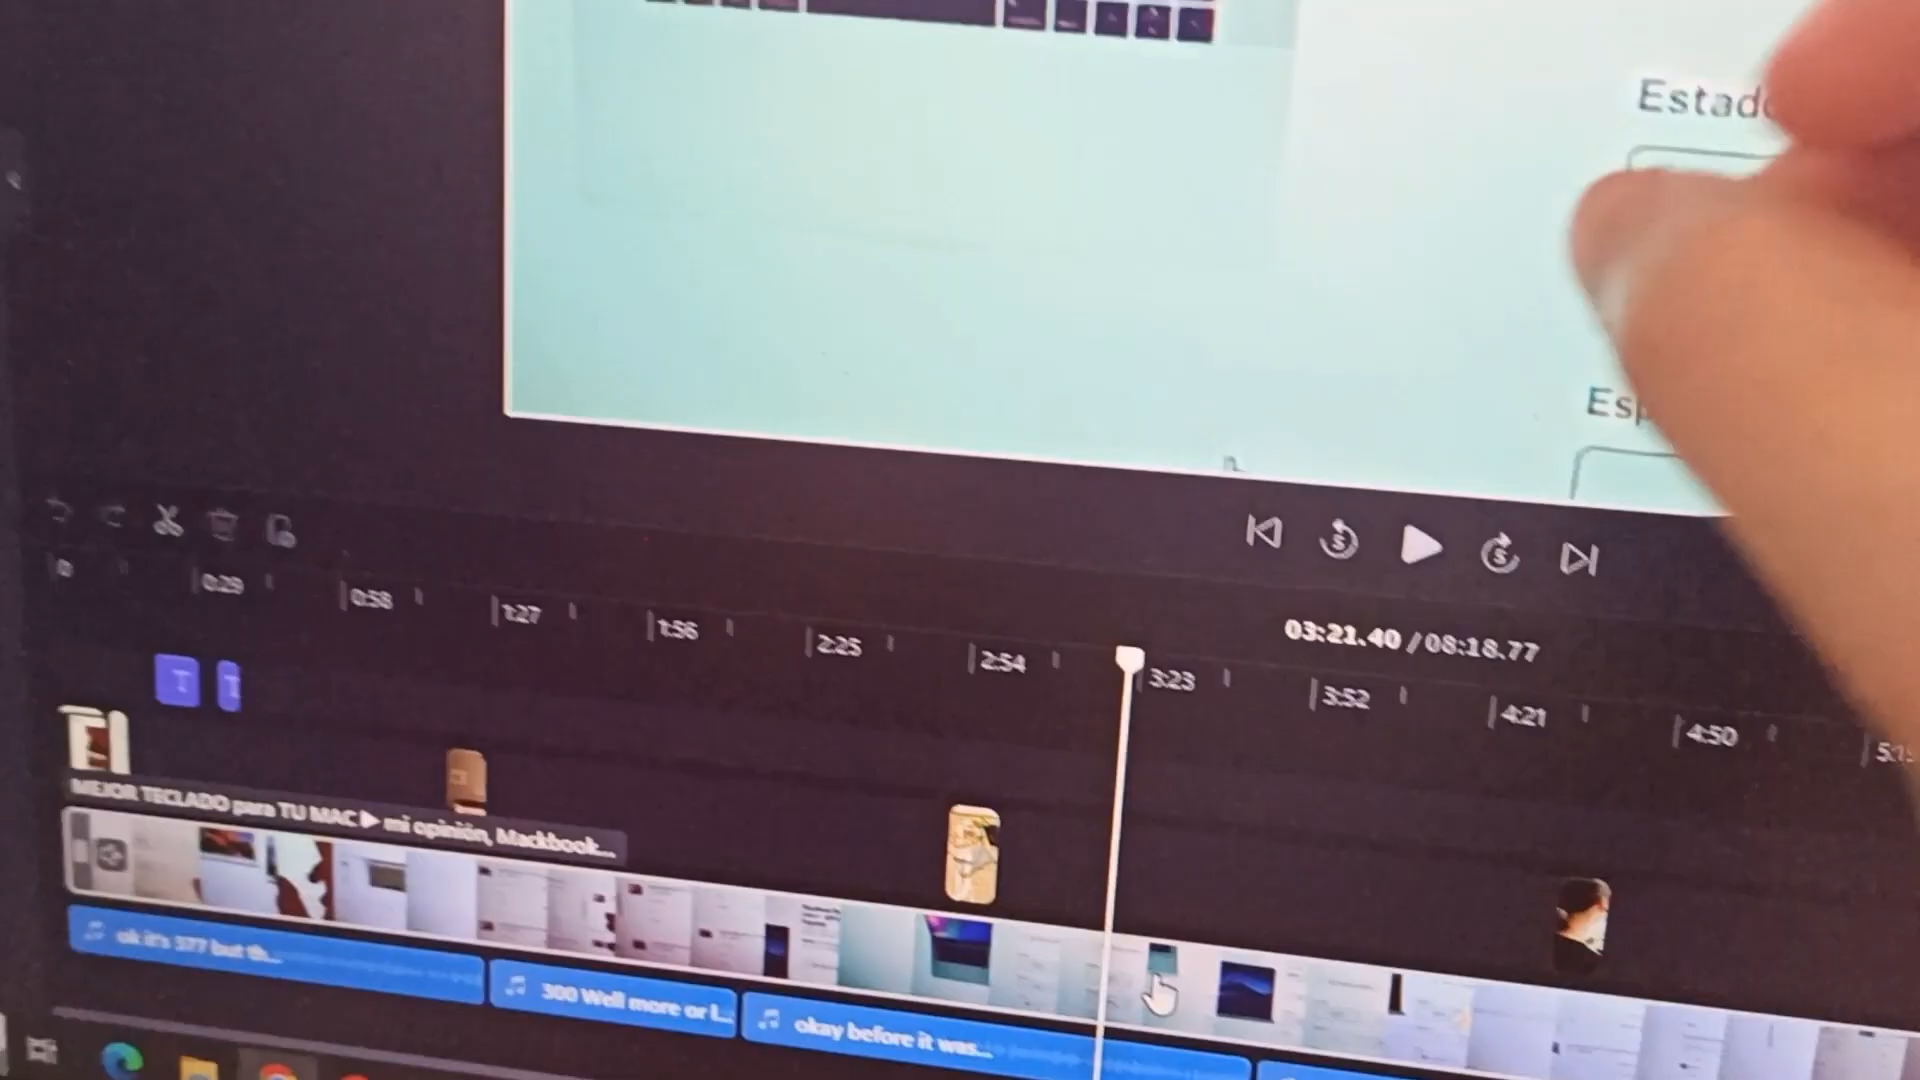 Estado
Esp
0 0:29 0:58 1:27 1:56 2:25 2:54 3:23 3:52 4:21 4:50
03:21.40 / 08:18.77
T T
MEJOR TECLADO para TU MAC ▶ mi opinión, Mackbook...
ok it's 377 but th...
300 Well more or l...
okay before it was...